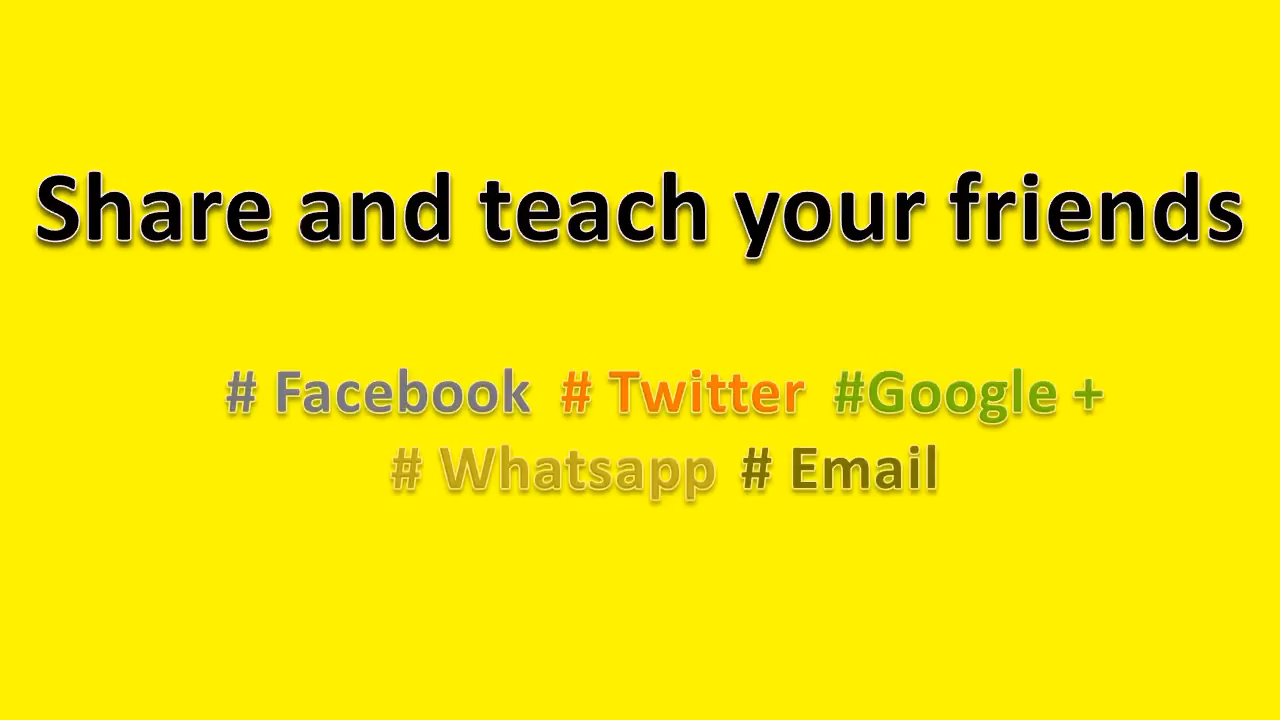 Share and teach your friends
# Facebook # Twitter #Google +
# Whatsapp # Email